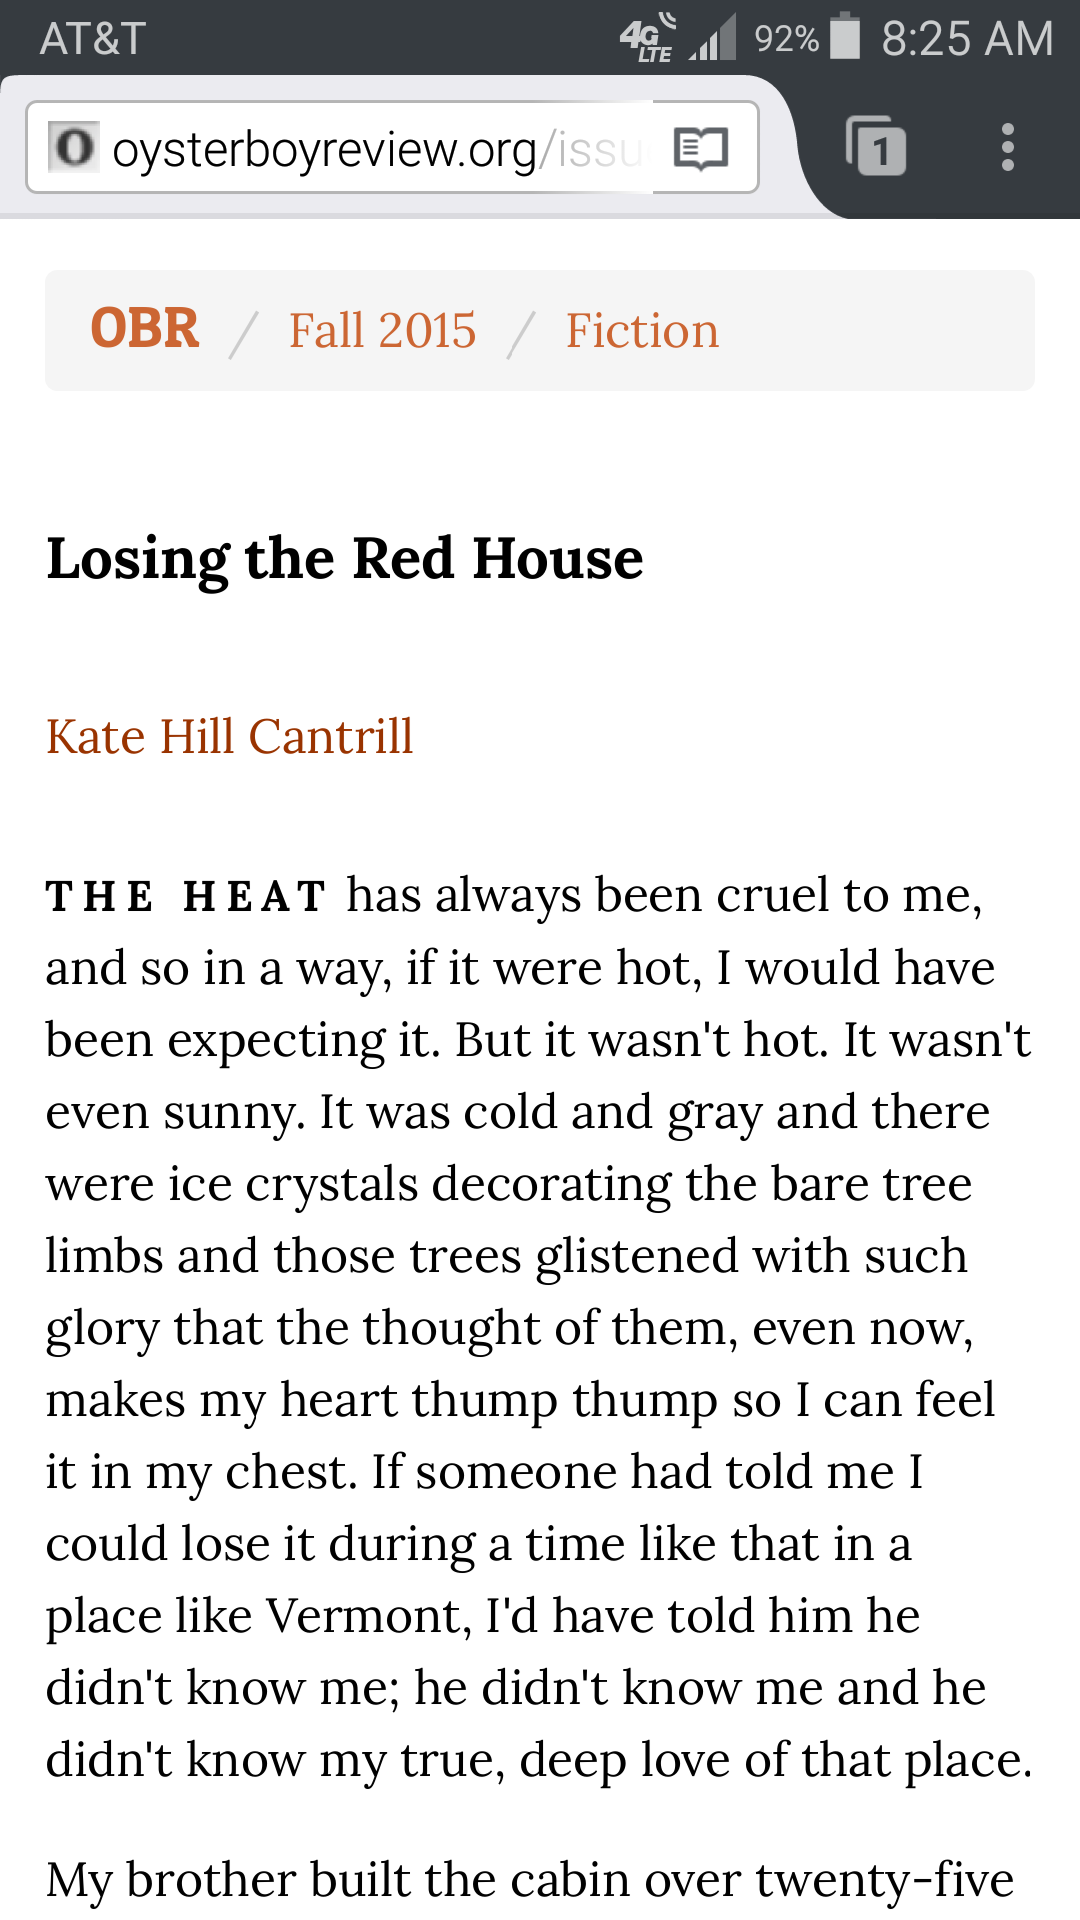 AT&T 4G LTE 92% 8:25 AM
O oysterboyreview.org/issu 1
OBR / Fall 2015 / Fiction
Losing the Red House
Kate Hill Cantrill
THE HEAT has always been cruel to me,
and so in a way, if it were hot, I would have
been expecting it. But it wasn't hot. It wasn't
even sunny. It was cold and gray and there
were ice crystals decorating the bare tree
limbs and those trees glistened with such
glory that the thought of them, even now,
makes my heart thump thump so I can feel
it in my chest. If someone had told me I
could lose it during a time like that in a
place like Vermont, I'd have told him he
didn't know me; he didn't know me and he
didn't know my true, deep love of that place.
My brother built the cabin over twenty-five